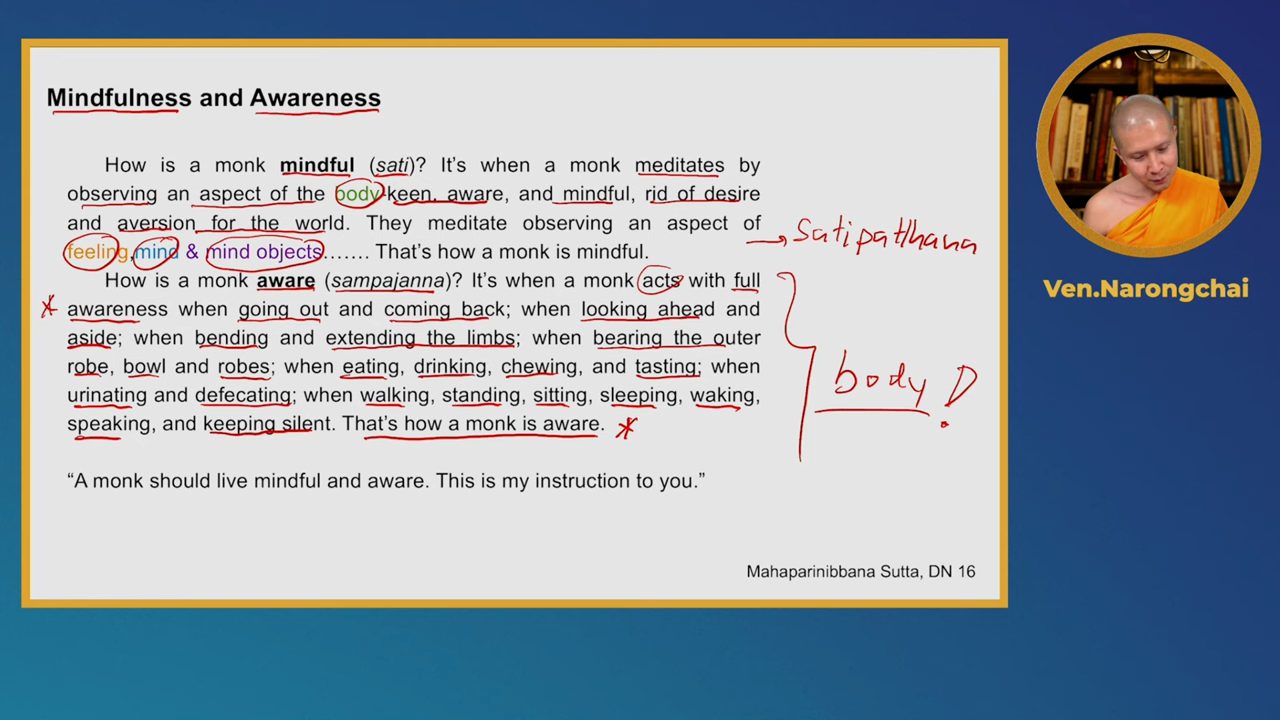 Mindfulness and Awareness
How is a monk mindful (sati)? It's when a monk meditates by
observing an aspect of the body-keen, aware, and mindful, rid of desire
and aversion for the world. They meditate observing an aspect of
feeling,mind & mind objects……. That's how a monk is mindful.
How is a monk aware (sampajanna)? It's when a monk acts with full
awareness when going out and coming back; when looking ahead and
aside; when bending and extending the limbs; when bearing the outer
robe, bowl and robes; when eating, drinking, chewing, and tasting; when
urinating and defecating; when walking, standing, sitting, sleeping, waking,
speaking, and keeping silent. That's how a monk is aware.
"A monk should live mindful and aware. This is my instruction to you."
Mahaparinibbana Sutta, DN 16
Satipatthana
body
Ven.Narongchai